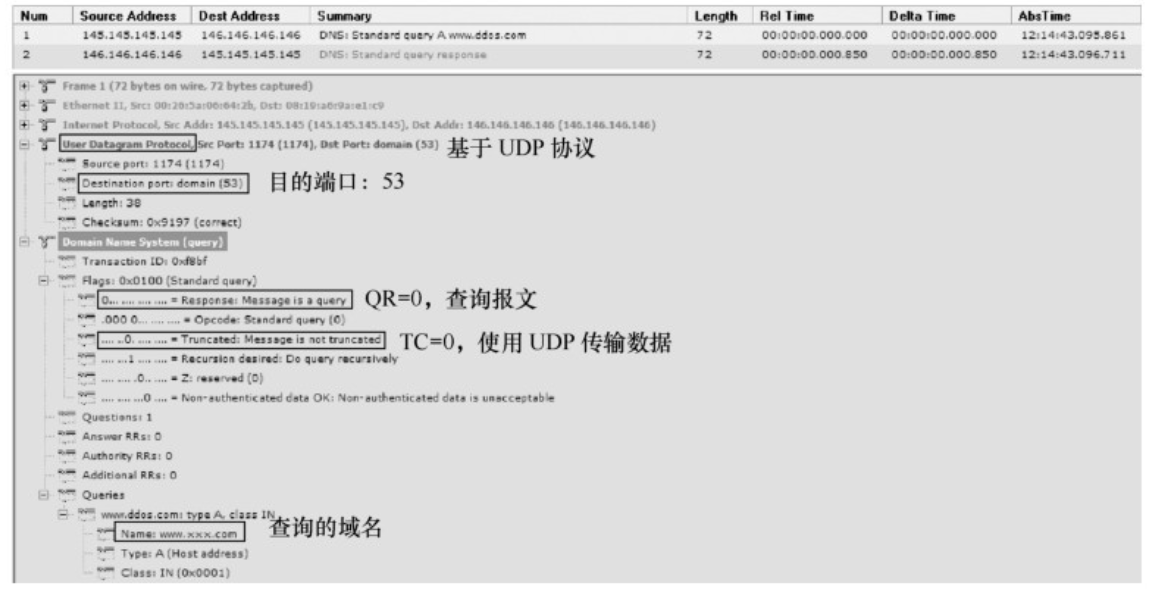 Num Source Address Dest Address Summary Length Rel Time Delta Time AbsTime
1 145.145.145.145 146.146.146.146 DNS: Standard query A www.ddos.com 72 00:00:00.000.000 00:00:00.000.000 12:14:43.095.861
2 146.146.146.146 145.145.145.145 DNS: Standard query response 72 00:00:00.000.850 00:00:00.000.850 12:14:43.096.711
Frame 1 (72 bytes on wire, 72 bytes captured)
Ethernet II, Src: 00:26:5a:06:64:2b, Dst: 08:19:a6:9a:e1:c9
Internet Protocol, Src Addr: 145.145.145.145 (145.145.145.145), Dst Addr: 146.146.146.146 (146.146.146.146)
User Datagram Protocol, Src Port: 1174 (1174), Dst Port: domain (53) 基于 UDP 协议
Source port: 1174 (1174)
Destination port: domain (53) 目的端口：53
Length: 38
Checksum: 0x9197 (correct)
Domain Name System (query)
Transaction ID: 0xf8bf
Flags: 0x0100 (Standard query)
0... .... .... .... = Response: Message is a query QR=0，查询报文
.000 0... .... .... = Opcode: Standard query (0)
.... ..0. .... .... = Truncated: Message is not truncated TC=0，使用 UDP 传输数据
.... ...1 .... .... = Recursion desired: Do query recursively
.... .... .0.. .... = Z: reserved (0)
.... .... ...0 .... = Non-authenticated data OK: Non-authenticated data is unacceptable
Questions: 1
Answer RRs: 0
Authority RRs: 0
Additional RRs: 0
Queries
www.ddos.com: type A, class IN
Name: www.xxx.com 查询的域名
Type: A (Host address)
Class: IN (0x0001)